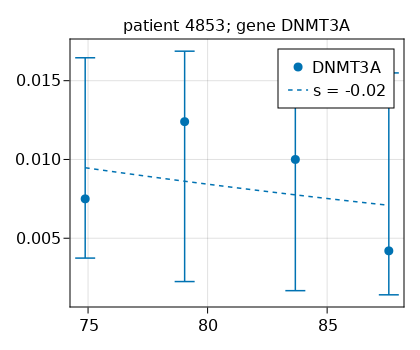 patient 4853; gene DNMT3A
DNMT3A
s = -0.02
0.015
0.010
0.005
75
80
85